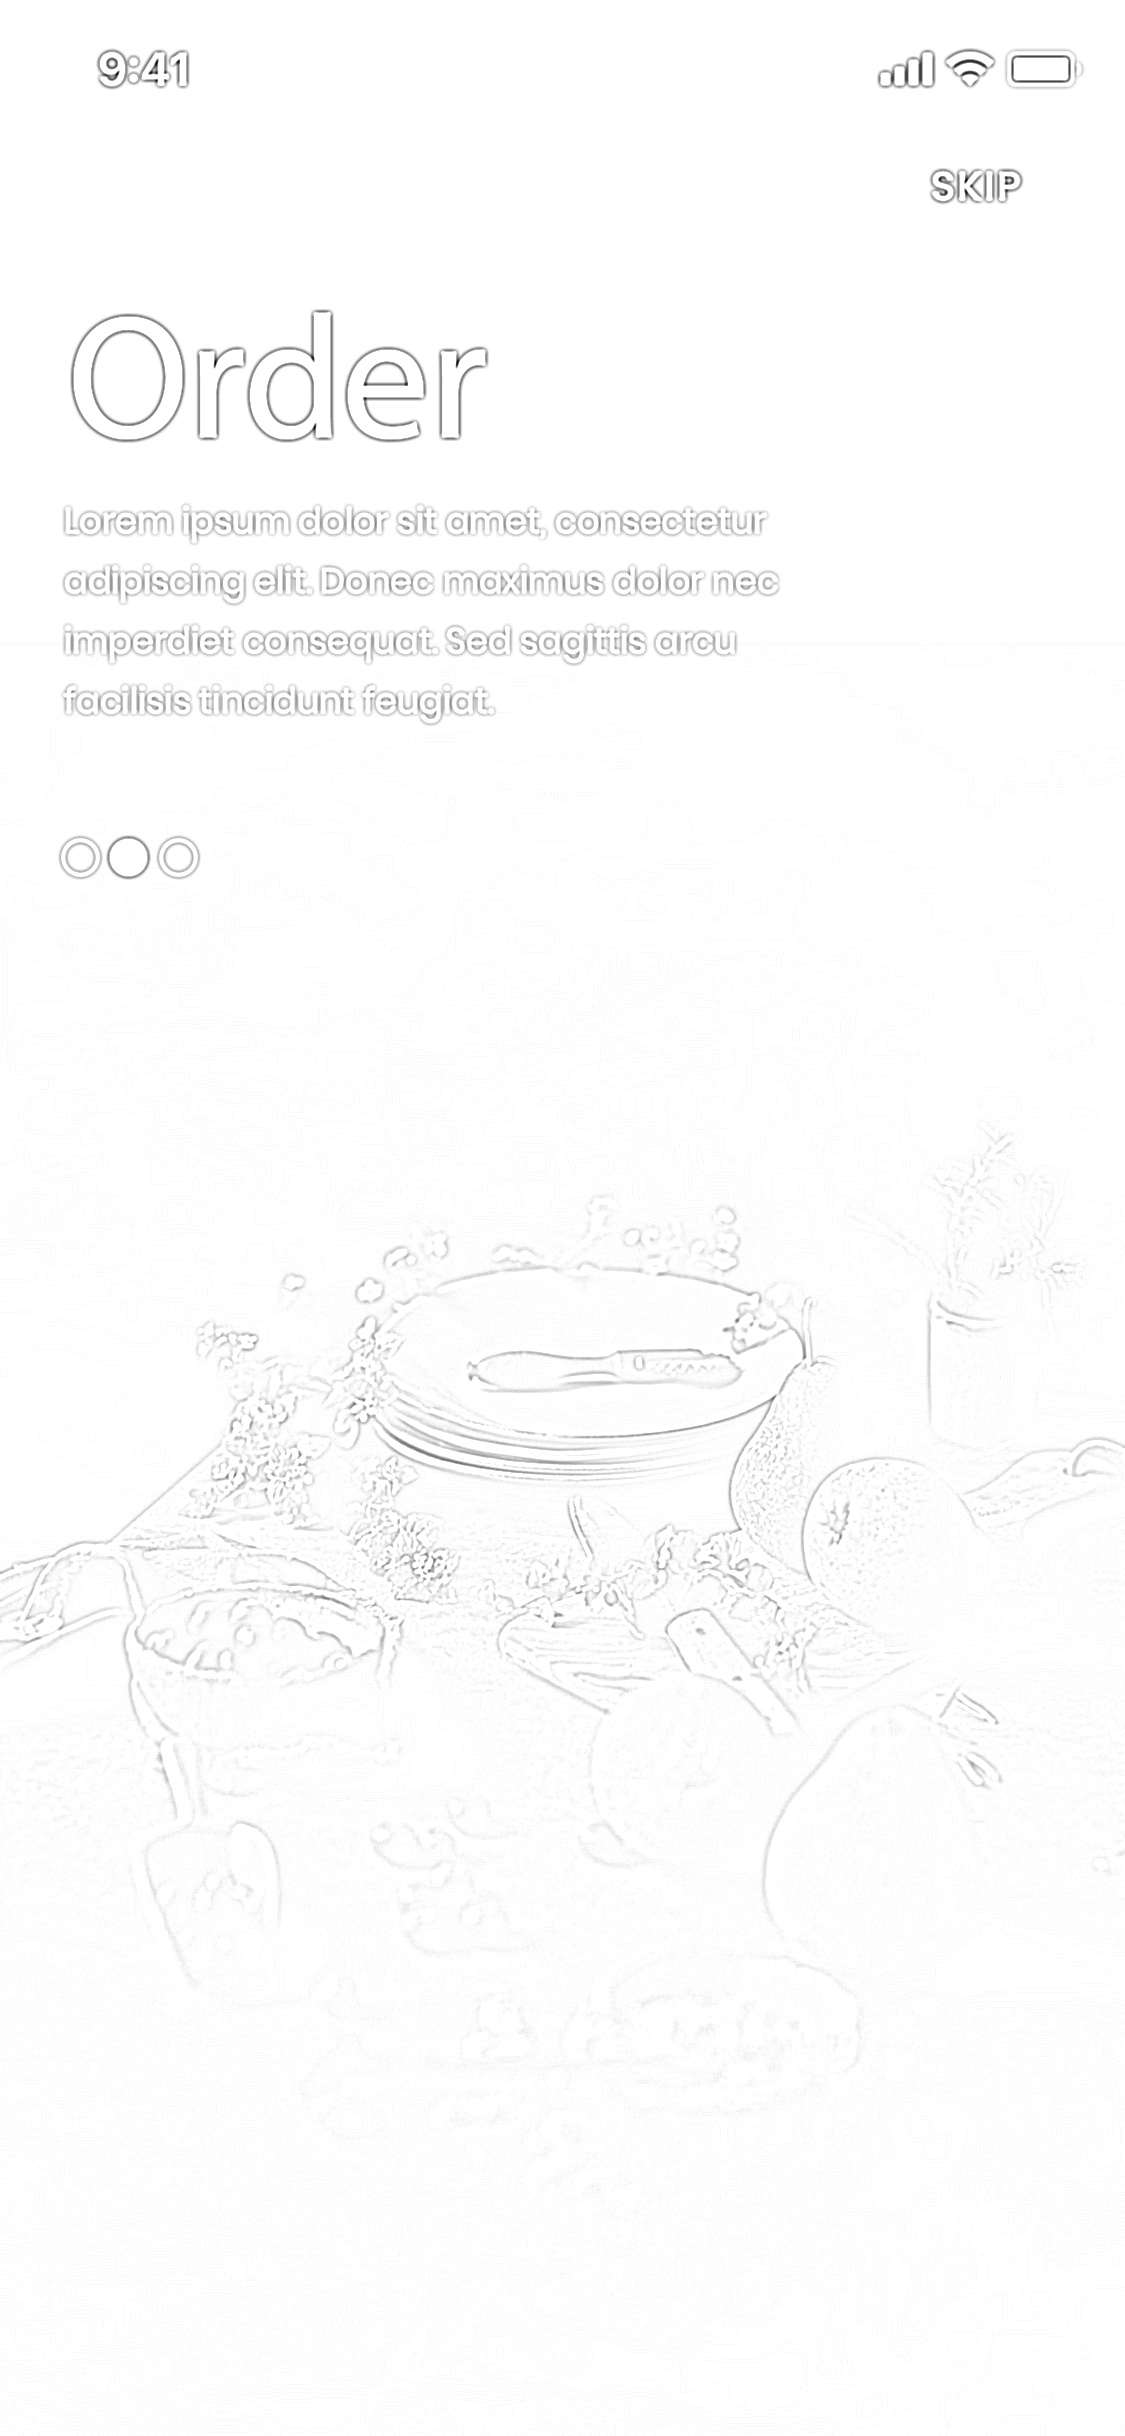 9:41
SKIP
Order
Lorem ipsum dolor sit amet, consectetur
adipiscing elit. Donec maximus dolor nec
imperdiet consequat. Sed sagittis arcu
facilisis tincidunt feugiat.